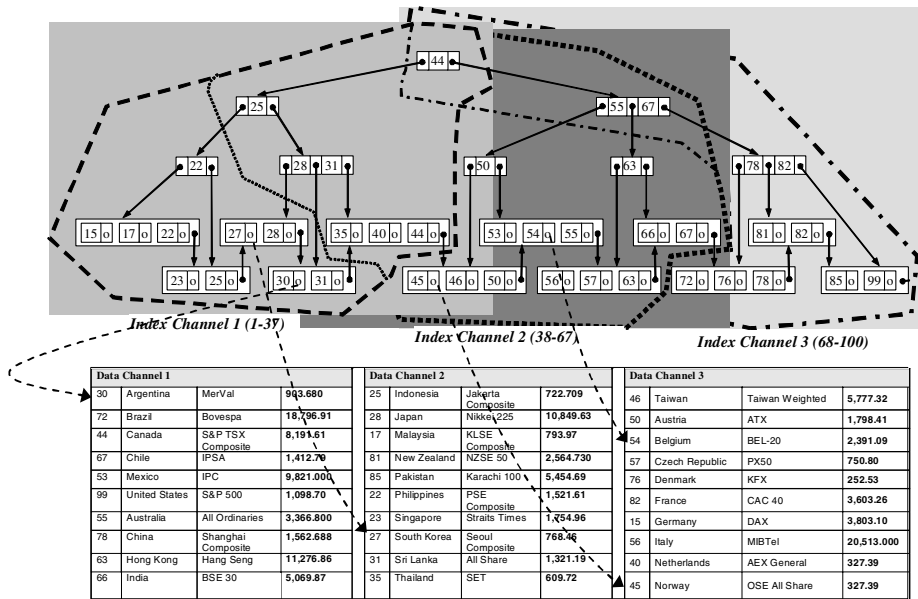 44
25
55 67
22
28 31
50
63
78 82
15 o 17 o 22 o
27 o 28 o
35 o 40 o 44 o
53 o 54 o 55 o
66 o 67 o
81 o 82 o
23 o 25 o
30 o 31 o
45 o 46 o 50 o
56 o 57 o 63 o
72 o 76 o 78 o
85 o 99 o
Index Channel 1 (1-37)
Index Channel 2 (38-67)
Index Channel 3 (68-100)
Data Channel 1
30 Argentina MerVal 903.680
72 Brazil Bovespa 18,796.91
44 Canada S&P TSX Composite 8,191.61
67 Chile IPSA 1,412.79
53 Mexico IPC 9,821.000
99 United States S&P 500 1,098.70
55 Australia All Ordinaries 3,366.800
78 China Shanghai Composite 1,562.688
63 Hong Kong Hang Seng 11,276.86
66 India BSE 30 5,069.87
Data Channel 2
25 Indonesia Jakarta Composite 722.709
28 Japan Nikkei 225 10,849.63
17 Malaysia KLSE Composite 793.97
81 New Zealand NZSE 50 2,564.730
85 Pakistan Karachi 100 5,454.69
22 Philippines PSE Composite 1,521.61
23 Singapore Straits Times 1,754.96
27 South Korea Seoul Composite 768.46
31 Sri Lanka All Share 1,321.19
35 Thailand SET 609.72
Data Channel 3
46 Taiwan Taiwan Weighted 5,777.32
50 Austria ATX 1,798.41
54 Belgium BEL-20 2,391.09
57 Czech Republic PX50 750.80
76 Denmark KFX 252.53
82 France CAC 40 3,603.26
15 Germany DAX 3,803.10
56 Italy MIBTel 20,513.000
40 Netherlands AEX General 327.39
45 Norway OSE All Share 327.39